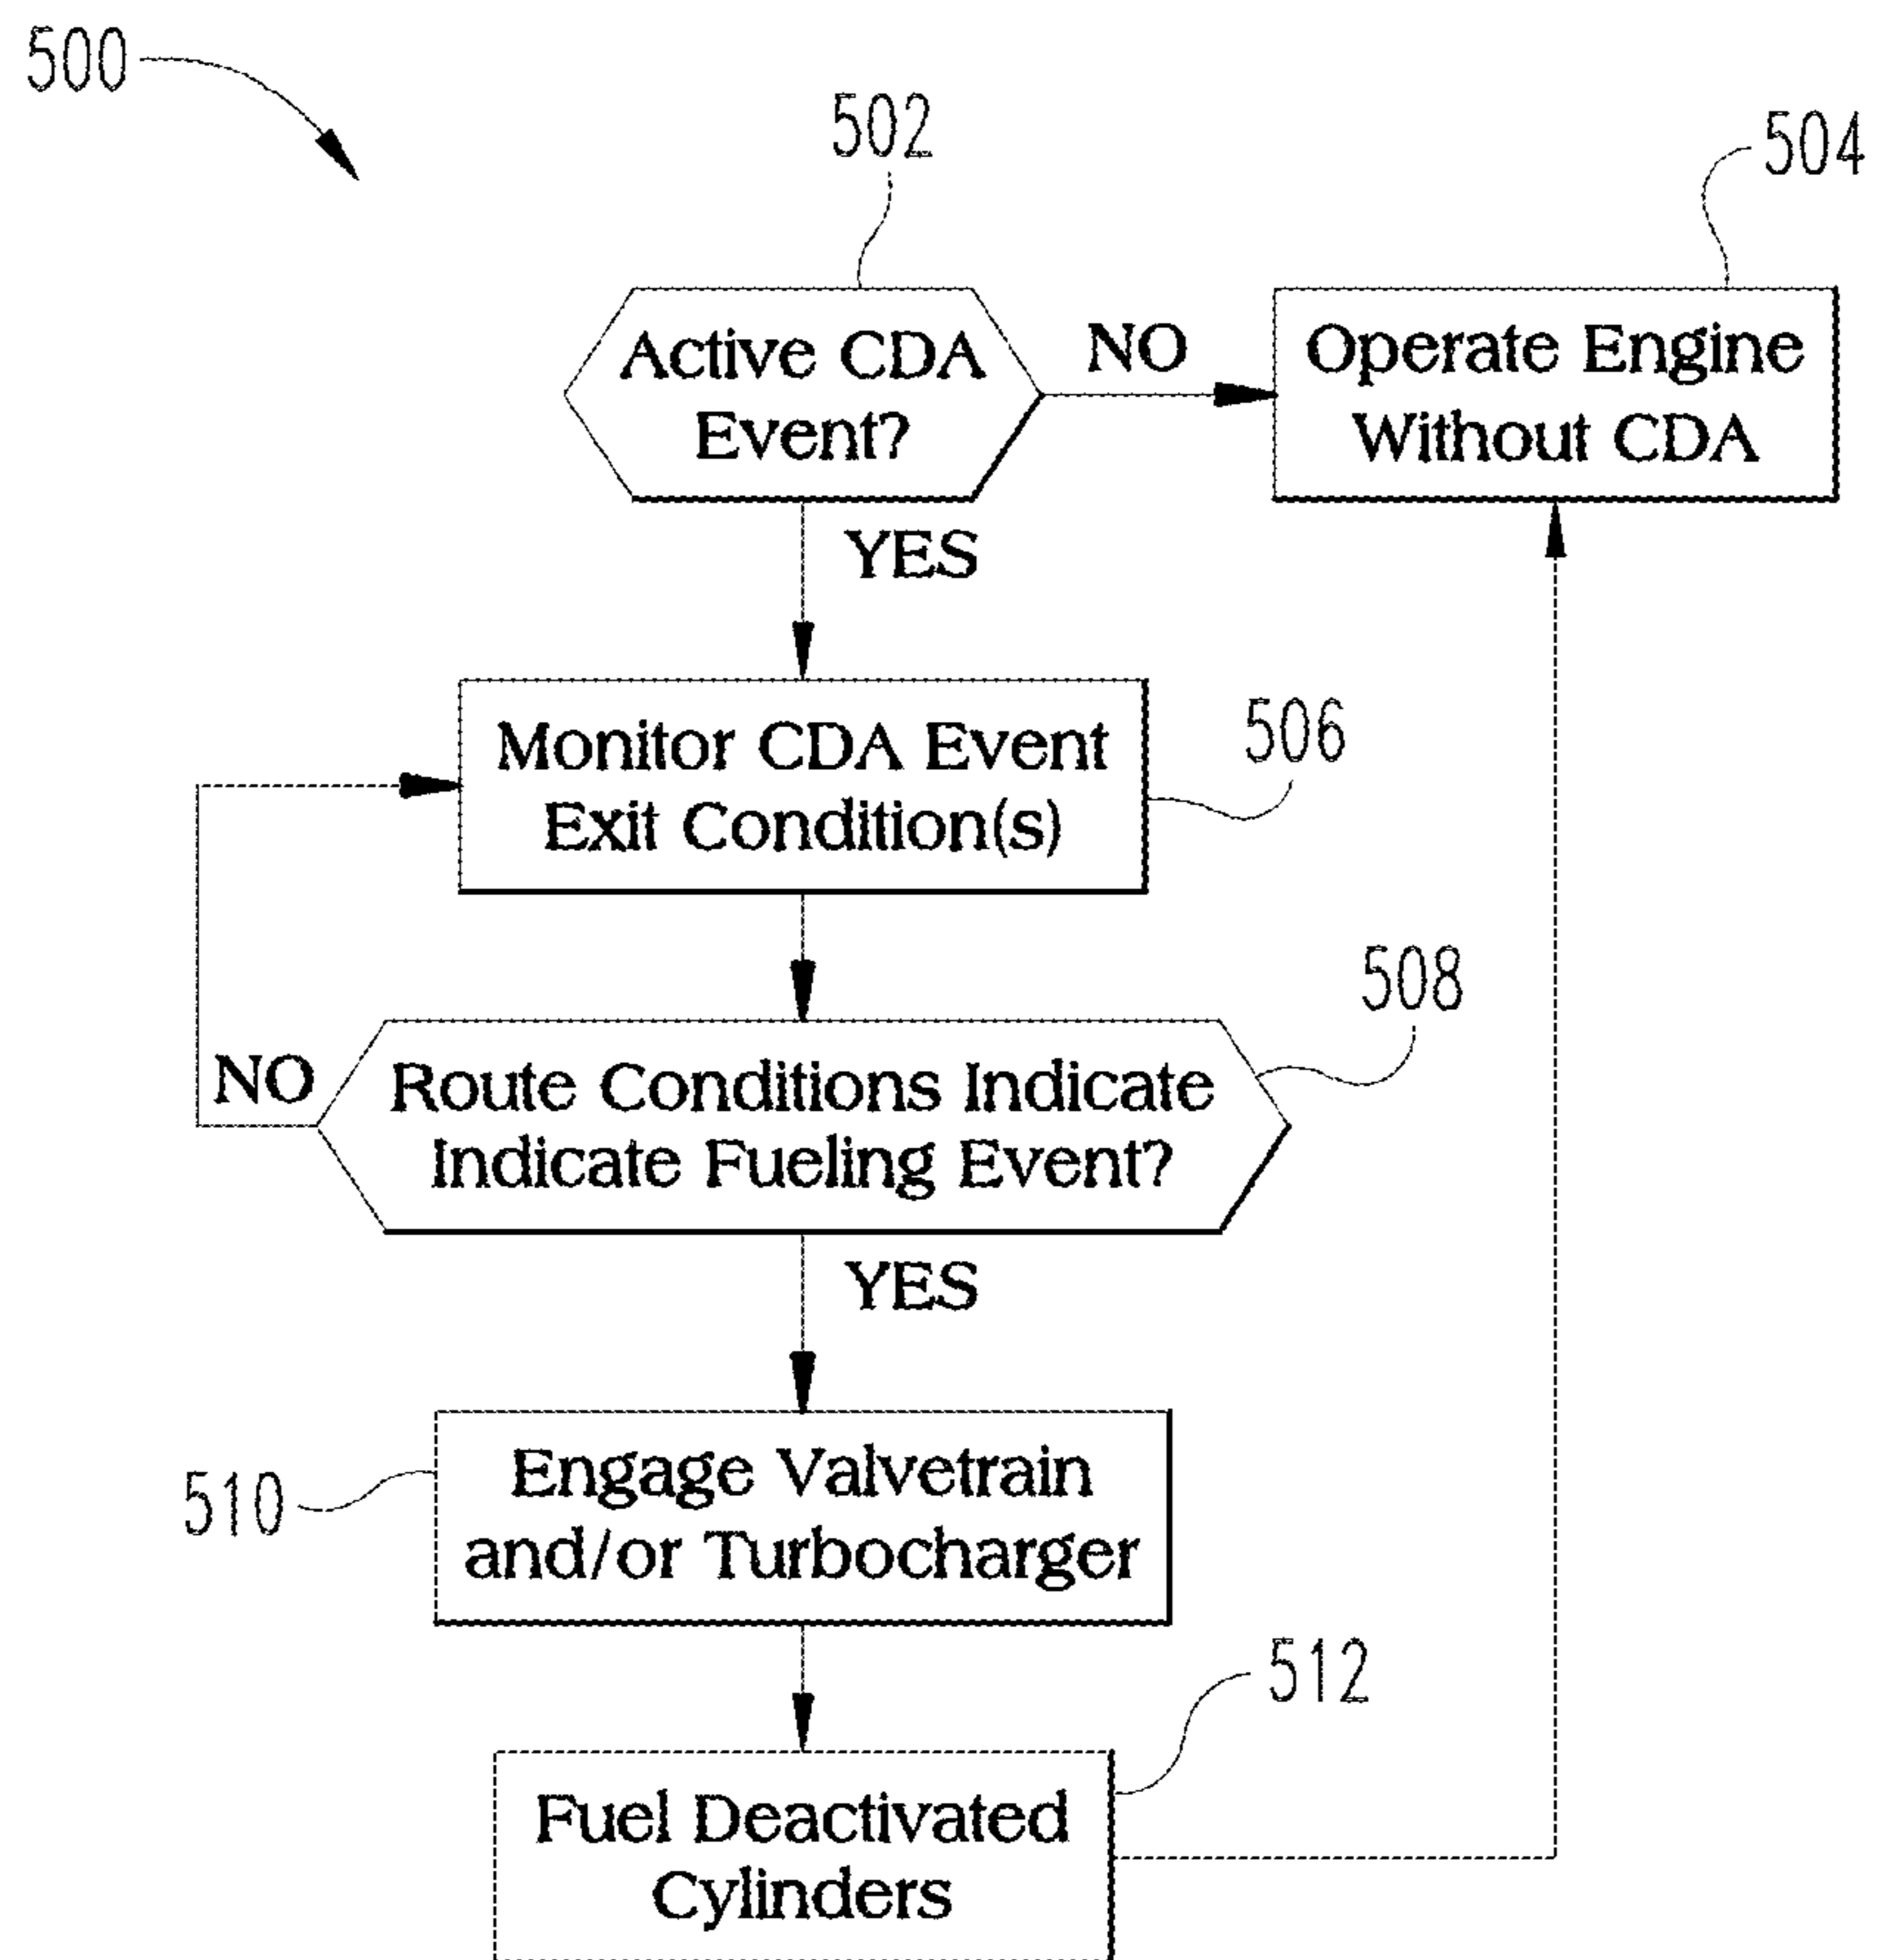 500
502
504
Active CDA
Event?
NO
Operate Engine
Without CDA
YES
Monitor CDA Event
Exit Condition(s)
506
508
NO
Route Conditions Indicate
Indicate Fueling Event?
YES
510
Engage Valvetrain
and/or Turbocharger
512
Fuel Deactivated
Cylinders